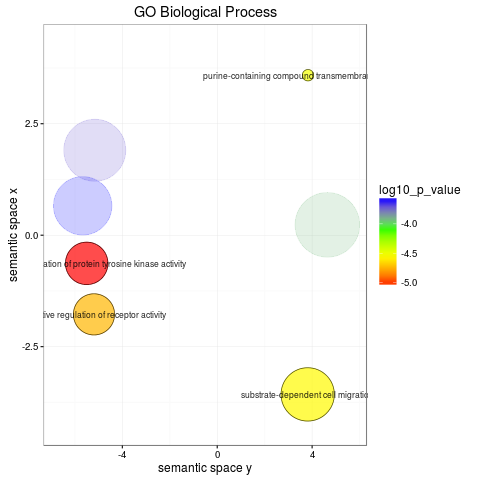 GO Biological Process
purine-containing compound transmembra
2.5
log10_p_value
-4.0
-4.5
-5.0
semantic space x
0.0
ation of protein tyrosine kinase activity
ive regulation of receptor activity
-2.5
substrate-dependent cell migratio
-4
0
4
semantic space y